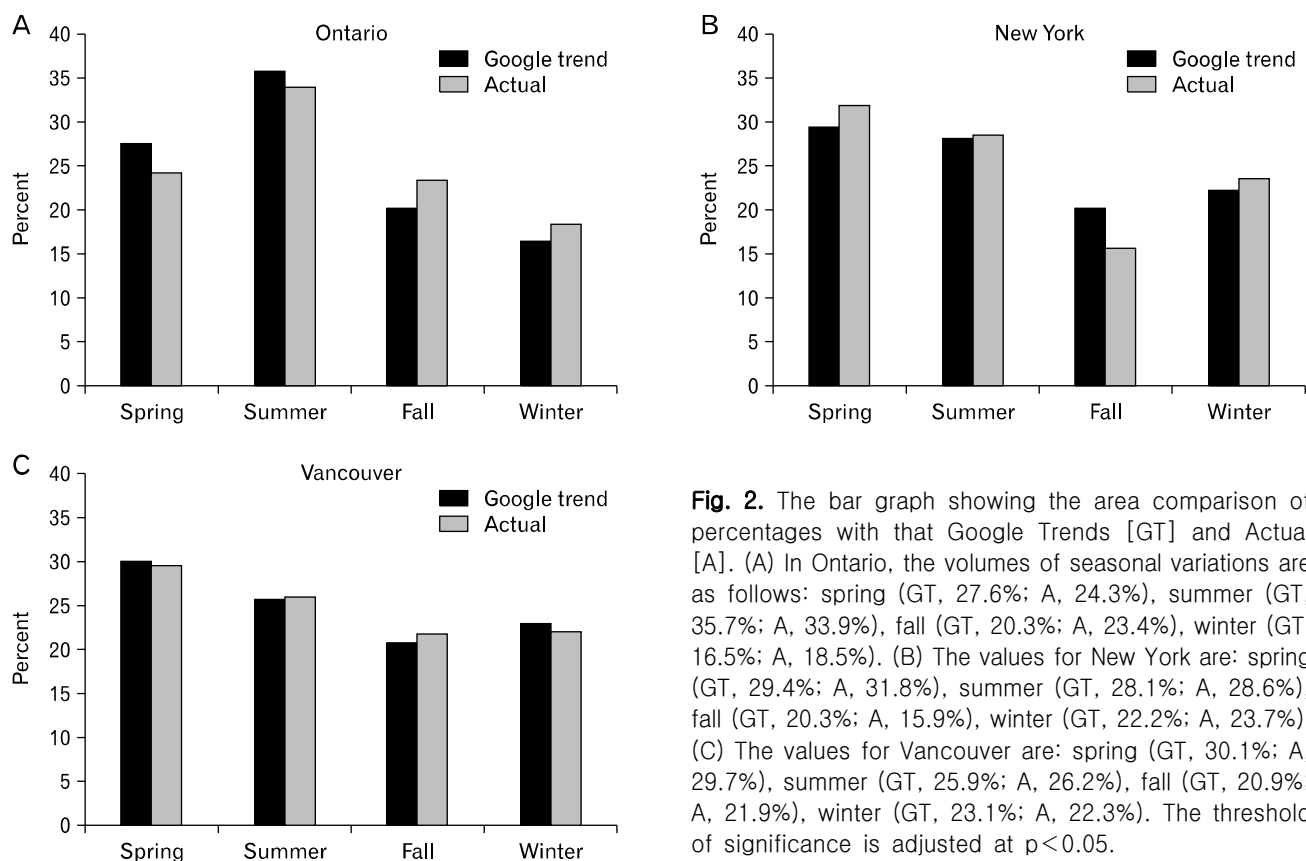 A
Ontario
Google trend
Actual
40
35
30
25
20
15
10
5
0
Percent
Spring Summer Fall Winter
B
New York
Google trend
Actual
40
35
30
25
20
15
10
5
0
Percent
Spring Summer Fall Winter
C
Vancouver
Google trend
Actual
40
35
30
25
20
15
10
5
0
Percent
Spring Summer Fall Winter
Fig. 2. The bar graph showing the area comparison of
percentages with that Google Trends [GT] and Actual
[A]. (A) In Ontario, the volumes of seasonal variations are
as follows: spring (GT, 27.6%; A, 24.3%), summer (GT,
35.7%; A, 33.9%), fall (GT, 20.3%; A, 23.4%), winter (GT,
16.5%; A, 18.5%). (B) The values for New York are: spring
(GT, 29.4%; A, 31.8%), summer (GT, 28.1%; A, 28.6%),
fall (GT, 20.3%; A, 15.9%), winter (GT, 22.2%; A, 23.7%).
(C) The values for Vancouver are: spring (GT, 30.1%; A,
29.7%), summer (GT, 25.9%; A, 26.2%), fall (GT, 20.9%;
A, 21.9%), winter (GT, 23.1%; A, 22.3%). The threshold
of significance is adjusted at p<0.05.